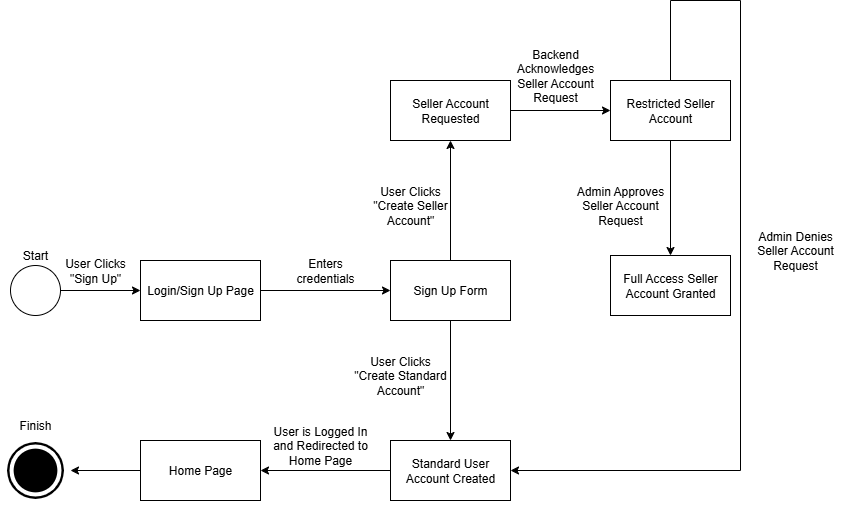 Backend
Acknowledges
Seller Account
Request
Seller Account
Requested
Restricted Seller
Account
User Clicks
"Create Seller
Account"
Admin Approves
Seller Account
Request
Admin Denies
Seller Account
Request
Start
User Clicks
"Sign Up"
Login/Sign Up Page
Enters
credentials
Sign Up Form
Full Access Seller
Account Granted
User Clicks
"Create Standard
Account"
Finish
User is Logged In
and Redirected to
Home Page
Home Page
Standard User
Account Created